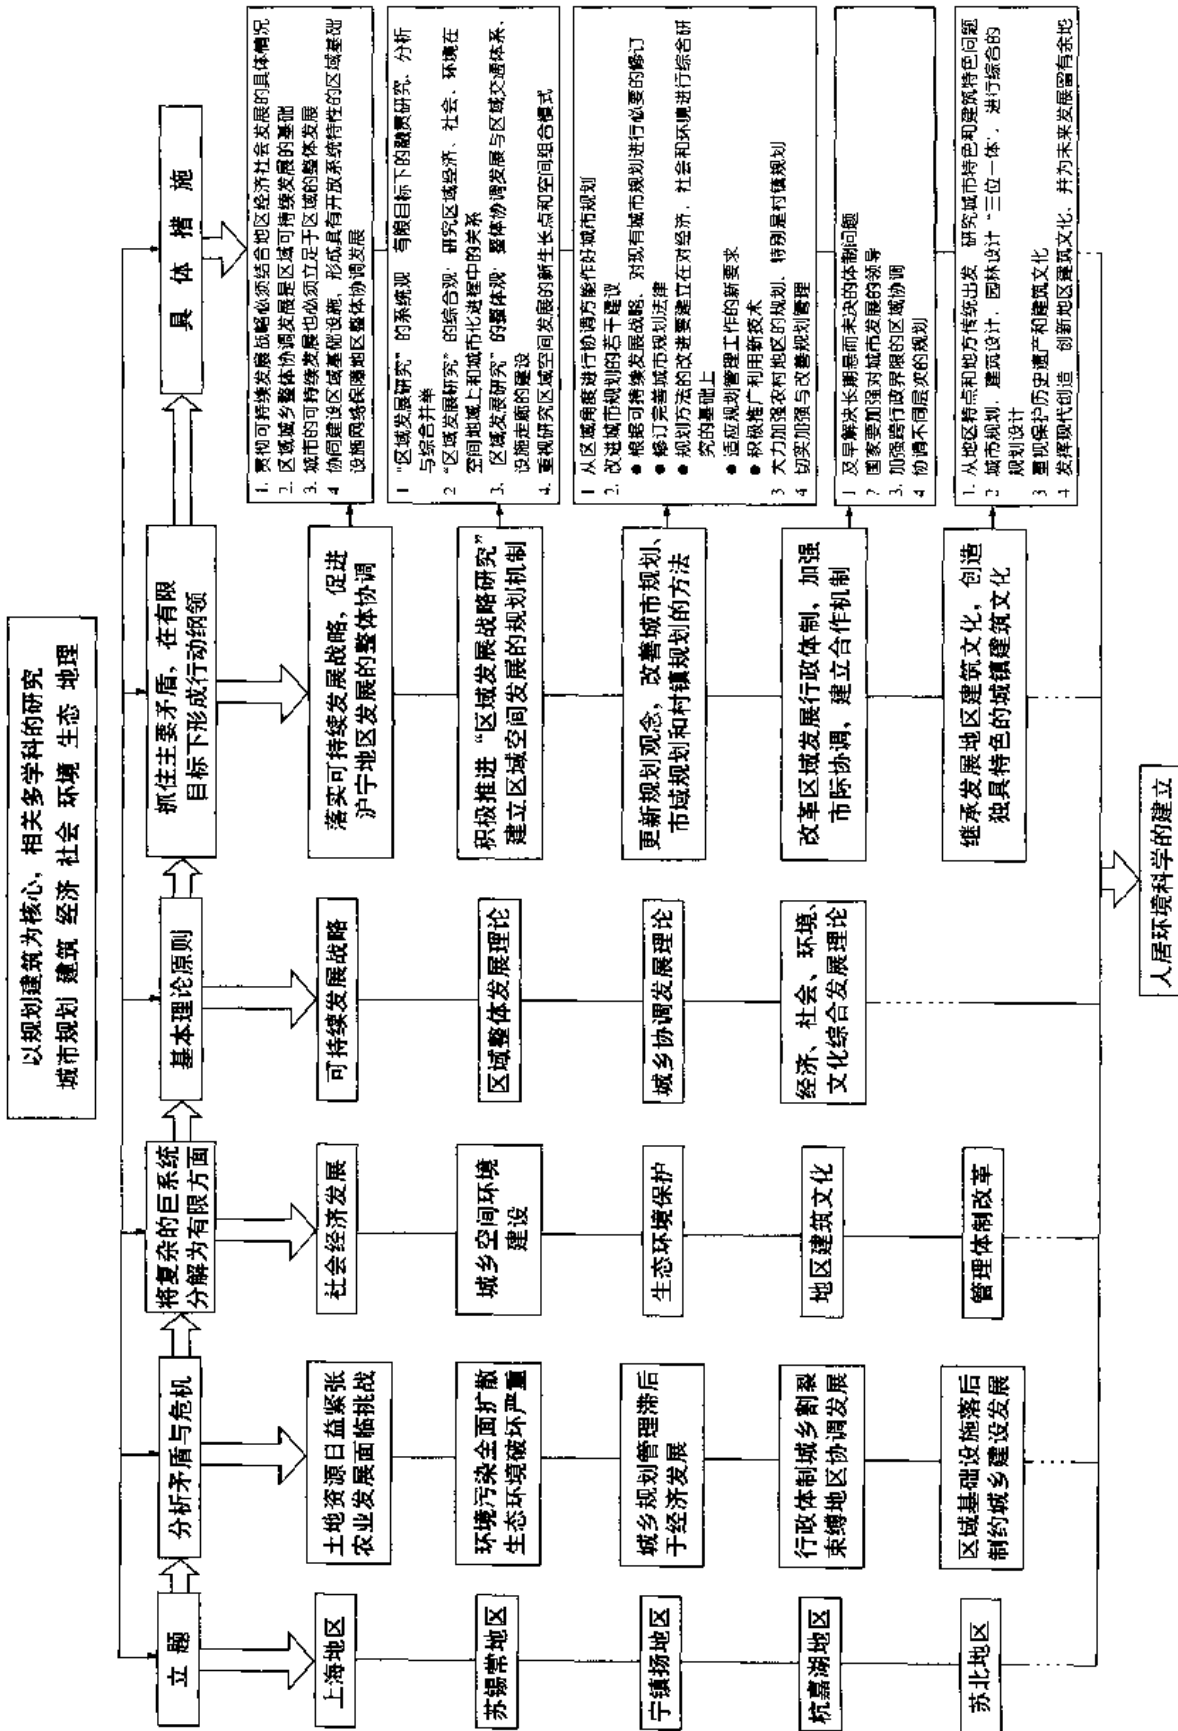 以规划建筑为核心，相关多学科的研究
城市规划 建筑 经济 社会 环境 生态 地理
立 题
分析矛盾与危机
将复杂的巨系统
分解为有限方面
基本理论原则
抓住主要矛盾，在有限
目标下形成行动纲领
具 体 措 施
上海地区
苏锡常地区
宁镇扬地区
杭嘉湖地区
苏北地区
土地资源日益紧张
农业发展面临挑战
环境污染全面扩散
生态环境破坏严重
城乡规划管理滞后
于经济发展
行政体制城乡割裂
束缚地区协调发展
区域基础设施落后
制约城乡建设发展
社会经济发展
城乡空间环境
建设
生态环境保护
地区建筑文化
管理体制改革
可持续发展战略
区域整体发展理论
城乡协调发展理论
经济、社会、环境、
文化综合发展理论
落实可持续发展战略，促进
沪宁地区发展的整体协调
积极推进“区域发展战略研究”
建立区域空间发展的规划机制
更新规划观念，改善城市规划、
市域规划和村镇规划的方法
改革区域发展行政体制，加强
市际协调，建立合作机制
继承发展地区建筑文化，创造
独具特色的城镇建筑文化
1. 贯彻可持续发展战略必须结合地区经济社会发展的具体情况
2. 区域城乡整体协调发展是区域可持续发展的基础
3. 城市的可持续发展也必须立足于区域的整体发展
4 协同建设区域基础设施，形成具有开放系统特性的区域基础
设施网络保障地区整体协调发展
1 “区域发展研究”的系统观 有限目标下的融贯研究、分析
与综合并举
2 “区域发展研究”的综合观：研究区域经济、社会、环境在
空间地域上和城市化进程中的关系
3. 区域发展研究”的整体观：整体协调发展与区域交通体系、
设施走廊的建设
4. 重视研究区域空间发展的新生长点和空间组合模式
1 从区域角度进行协调方能作好城市规划
2. 改进城市规划的若干建议
● 根据可持续发展战略，对现有城市规划进行必要的修订
● 修订完善城市规划法律
● 规划方法的改进要建立在对经济、社会和环境进行综合研
究的基础上
● 适应规划管理工作的新要求
● 积极推广利用新技术
3 大力加强农村地区的规划、特别是村镇规划
4 切实加强与改善规划管理
1 及早解决长期悬而未决的体制问题
2 国家要加强对城市发展的领导
3. 加强跨行政界限的区域协调
4 协调不同层次的规划
1. 从地区特点和地方传统出发 研究城市特色和建筑特色问题
2 城市规划、建筑设计、园林设计“三位一体”，进行综合的
规划设计
3 重视保护历史遗产和建筑文化
4 发挥现代创造 创新地区建筑文化，并为未来发展留有余地
人居环境科学的建立